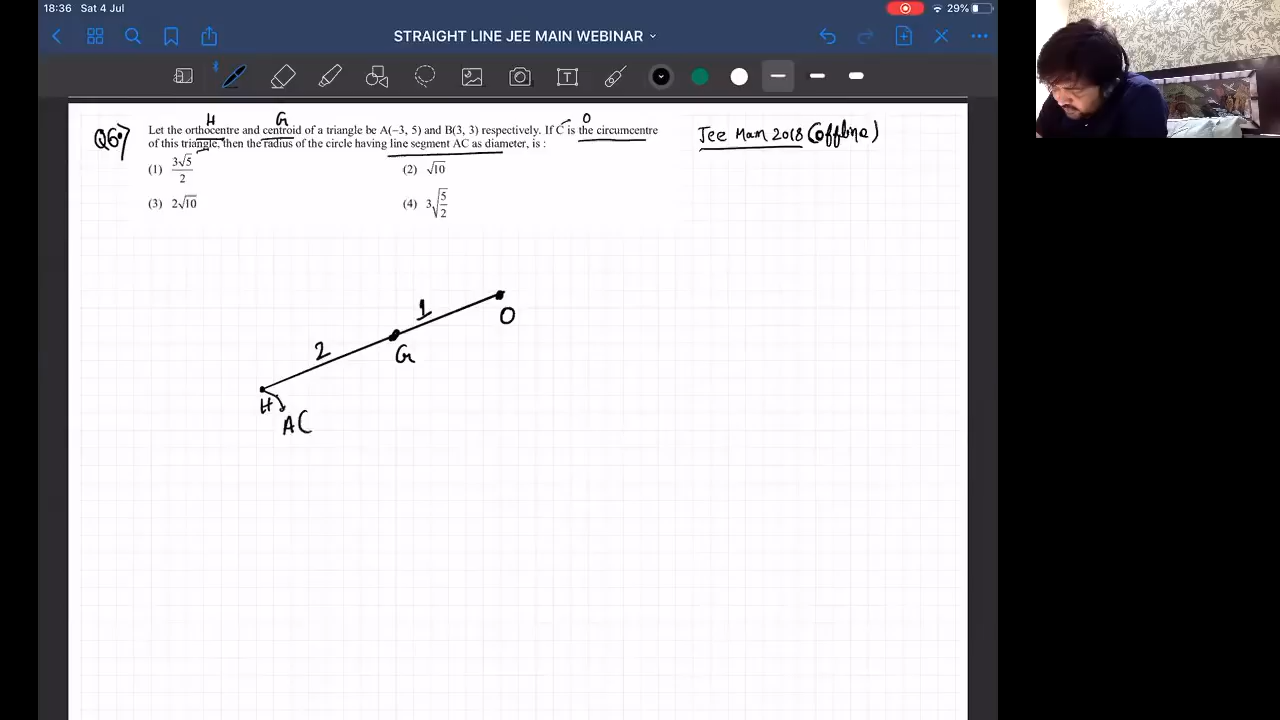 18:36 Sat 4 Jul
29%
STRAIGHT LINE JEE MAIN WEBINAR
H G O
Q6•) Let the orthocentre and centroid of a triangle be A(−3, 5) and B(3, 3) respectively. If C is the circumcentre
of this triangle, then the radius of the circle having line segment AC as diameter, is :
Jee Main 2018 (offline)
(1) 3√5/2 (2) √10
(3) 2√10 (4) 3√(5/2)
1
O
2
G
H
AC